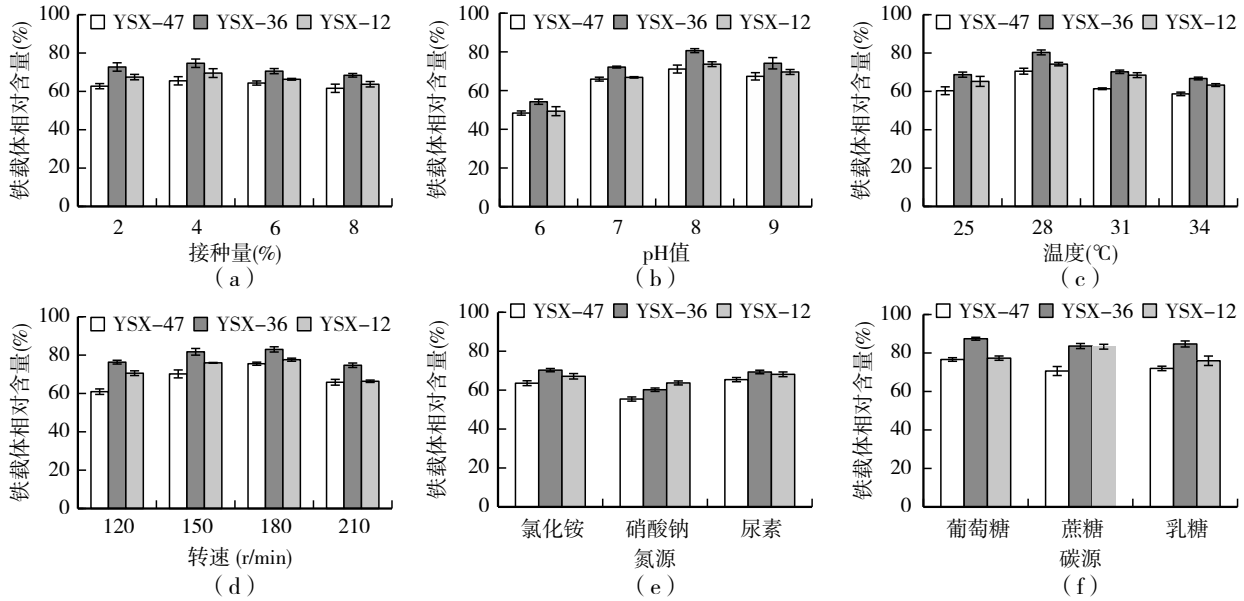 YSX-47 YSX-36 YSX-12
铁载体相对含量(%)
100
80
60
40
20
0
2 4 6 8
接种量(%)
(a)
YSX-47 YSX-36 YSX-12
铁载体相对含量(%)
100
80
60
40
20
0
6 7 8 9
pH值
(b)
YSX-47 YSX-36 YSX-12
铁载体相对含量(%)
100
80
60
40
20
0
25 28 31 34
温度(℃)
(c)
YSX-47 YSX-36 YSX-12
铁载体相对含量(%)
100
80
60
40
20
0
120 150 180 210
转速 (r/min)
(d)
YSX-47 YSX-36 YSX-12
铁载体相对含量(%)
100
80
60
40
20
0
氯化铵 硝酸钠 尿素
氮源
(e)
YSX-47 YSX-36 YSX-12
铁载体相对含量(%)
100
80
60
40
20
0
葡萄糖 蔗糖 乳糖
碳源
(f)